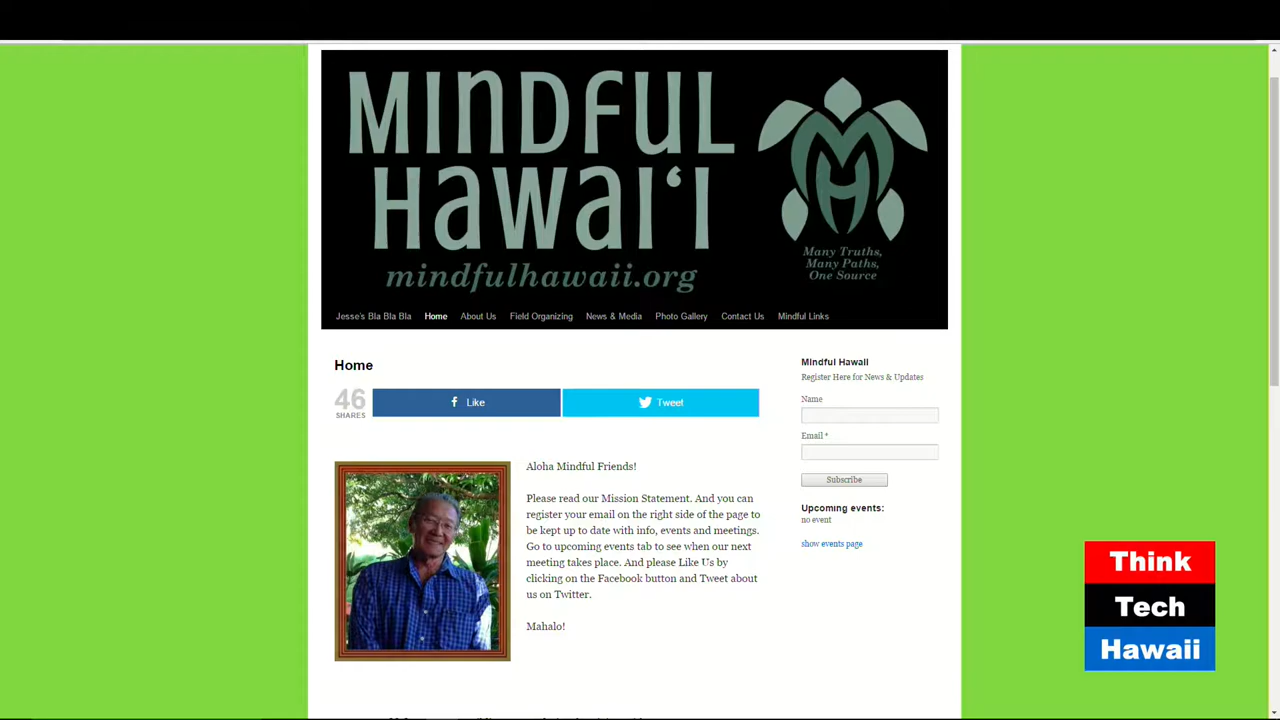 MINDFUL
HAWAIʻI
mindfulhawaii.org
Many Truths,
Many Paths,
One Source
Jesse's Bla Bla Bla Home About Us Field Organizing News & Media Photo Gallery Contact Us Mindful Links
Home
46
SHARES
Like
Tweet
Aloha Mindful Friends!
Please read our Mission Statement. And you can
register your email on the right side of the page to
be kept up to date with info, events and meetings.
Go to upcoming events tab to see when our next
meeting takes place. And please Like Us by
clicking on the Facebook button and Tweet about
us on Twitter.
Mahalo!
Mindful Hawaii
Register Here for News & Updates
Name
Email *
Subscribe
Upcoming events:
no event
show events page
Think
Tech
Hawaii